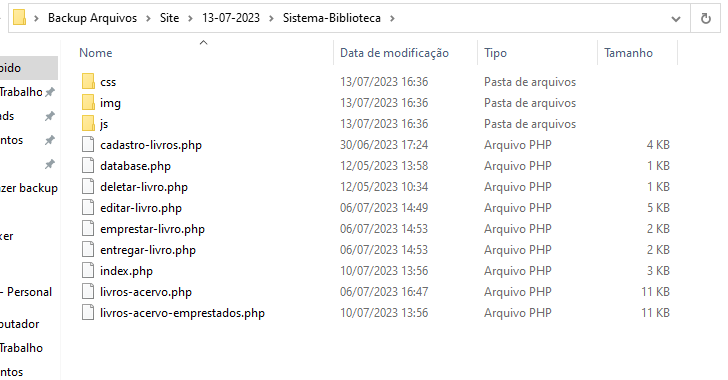 Backup Arquivos > Site > 13-07-2023 > Sistema-Biblioteca >
Nome Data de modificação Tipo Tamanho
css 13/07/2023 16:36 Pasta de arquivos
img 13/07/2023 16:36 Pasta de arquivos
js 13/07/2023 16:36 Pasta de arquivos
cadastro-livros.php 30/06/2023 17:24 Arquivo PHP 4 KB
database.php 12/05/2023 13:58 Arquivo PHP 1 KB
deletar-livro.php 12/05/2023 10:34 Arquivo PHP 1 KB
editar-livro.php 06/07/2023 14:49 Arquivo PHP 5 KB
emprestar-livro.php 06/07/2023 14:53 Arquivo PHP 2 KB
entregar-livro.php 06/07/2023 14:53 Arquivo PHP 2 KB
index.php 10/07/2023 13:56 Arquivo PHP 3 KB
livros-acervo.php 06/07/2023 16:47 Arquivo PHP 11 KB
livros-acervo-emprestados.php 10/07/2023 13:56 Arquivo PHP 11 KB
pido
Trabalho
nds
ntos
azer backup
xer
- Personal
putador
Trabalho
ntos